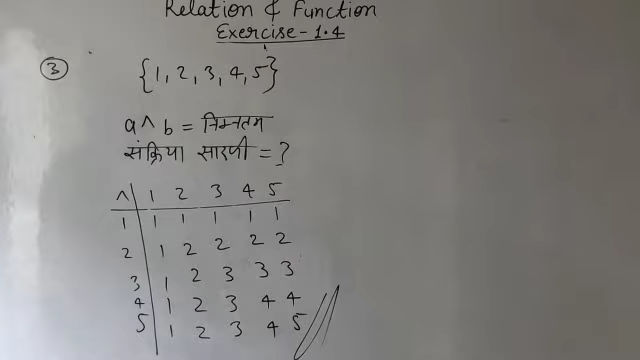 Relation & Function
Exercise-1.4
3 {1, 2, 3, 4, 5}
a ∧ b = निम्नतम
संक्रिया सारणी = ?
∧ 1 2 3 4 5
1 1 1 1 1 1
2 1 2 2 2 2
3 1 2 3 3 3
4 1 2 3 4 4
5 1 2 3 4 5